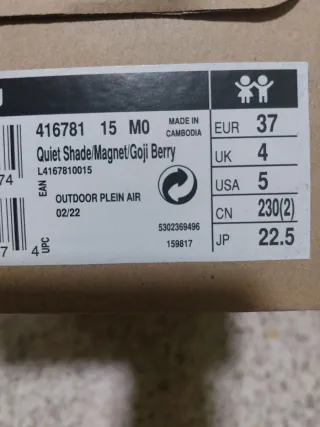 416781 15 M0
MADE IN
CAMBODIA
Quiet Shade/Magnet/Goji Berry
L4167810015
EAN
OUTDOOR PLEIN AIR
02/22
5302369496
159817
74
7 4
UPC
EUR 37
UK 4
USA 5
CN 230(2)
JP 22.5